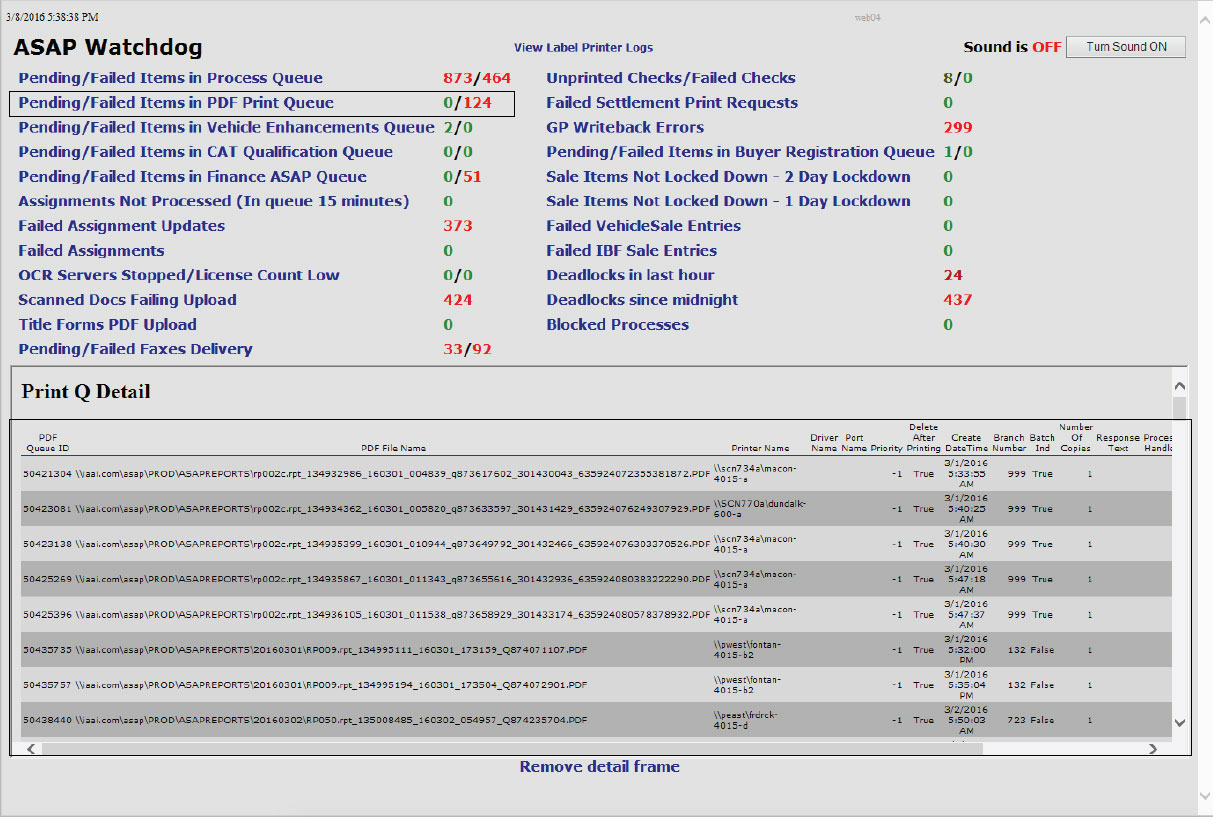 3/8/2016 5:38:38 PM
web04
ASAP Watchdog
View Label Printer Logs
Sound is OFF
Turn Sound ON
Pending/Failed Items in Process Queue 873/464
Pending/Failed Items in PDF Print Queue 0/124
Pending/Failed Items in Vehicle Enhancements Queue 2/0
Pending/Failed Items in CAT Qualification Queue 0/0
Pending/Failed Items in Finance ASAP Queue 0/51
Assignments Not Processed (In queue 15 minutes) 0
Failed Assignment Updates 373
Failed Assignments 0
OCR Servers Stopped/License Count Low 0/0
Scanned Docs Failing Upload 424
Title Forms PDF Upload 0
Pending/Failed Faxes Delivery 33/92
Unprinted Checks/Failed Checks 8/0
Failed Settlement Print Requests 0
GP Writeback Errors 299
Pending/Failed Items in Buyer Registration Queue 1/0
Sale Items Not Locked Down - 2 Day Lockdown 0
Sale Items Not Locked Down - 1 Day Lockdown 0
Failed VehicleSale Entries 0
Failed IBF Sale Entries 0
Deadlocks in last hour 24
Deadlocks since midnight 437
Blocked Processes 0
Print Q Detail
PDF Queue ID PDF File Name Printer Name Driver Name Port Name Priority Delete After Printing Create DateTime Branch Number Batch Ind Number Of Copies Response Text Process Handle
50421304 \\iaai.com\asap\PROD\ASAPREPORTS\rp002c.rpt_134932986_160301_004839_q873617602_301430043_635924072355381872.PDF \\scn734a\macon-4015-a -1 True 3/1/2016 5:33:55 AM 999 True 1
50423081 \\iaai.com\asap\PROD\ASAPREPORTS\rp002c.rpt_134934362_160301_005820_q873633597_301431429_635924076249307929.PDF \\SCN770a\dundalk-600-a -1 True 3/1/2016 5:40:25 AM 999 True 1
50423138 \\iaai.com\asap\PROD\ASAPREPORTS\rp002c.rpt_134935399_160301_010944_q873649792_301432466_635924076303370526.PDF \\scn734a\macon-4015-a -1 True 3/1/2016 5:40:30 AM 999 True 1
50425269 \\iaai.com\asap\PROD\ASAPREPORTS\rp002c.rpt_134935867_160301_011343_q873655616_301432936_635924080383222290.PDF \\scn734a\macon-4015-a -1 True 3/1/2016 5:47:18 AM 999 True 1
50425396 \\iaai.com\asap\PROD\ASAPREPORTS\rp002c.rpt_134936105_160301_011538_q873658929_301433174_635924080578378932.PDF \\scn734a\macon-4015-a -1 True 3/1/2016 5:47:37 AM 999 True 1
50435735 \\iaai.com\asap\PROD\ASAPREPORTS\20160301\RP009.rpt_134995111_160301_173159_Q874071107.PDF \\pwest\fontan-4015-b2 -1 True 3/1/2016 5:32:00 PM 132 False 1
50435757 \\iaai.com\asap\PROD\ASAPREPORTS\20160301\RP009.rpt_134995194_160301_173504_Q874072901.PDF \\pwest\fontan-4015-b2 -1 True 3/1/2016 5:35:04 PM 132 False 1
50438440 \\iaai.com\asap\PROD\ASAPREPORTS\20160302\RP050.rpt_135008485_160302_054957_Q874235704.PDF \\peast\frdrck-4015-d -1 True 3/2/2016 5:50:03 AM 723 False 1
Remove detail frame